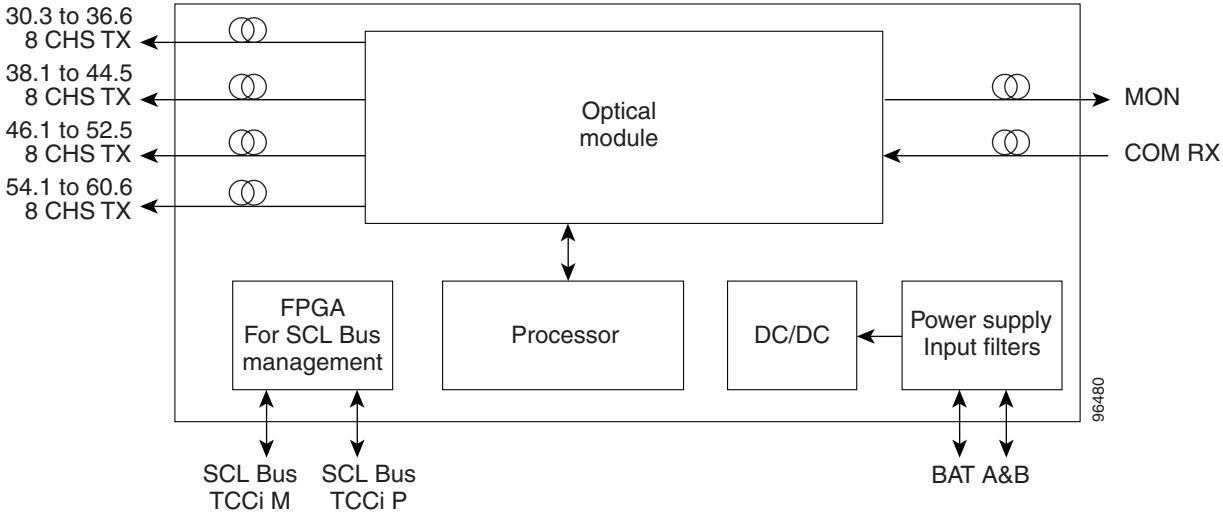 30.3 to 36.6
8 CHS TX
38.1 to 44.5
8 CHS TX
46.1 to 52.5
8 CHS TX
54.1 to 60.6
8 CHS TX
Optical
module
MON
COM RX
FPGA
For SCL Bus
management
Processor
DC/DC
Power supply
Input filters
96480
SCL Bus
TCCi M
SCL Bus
TCCi P
BAT A&B